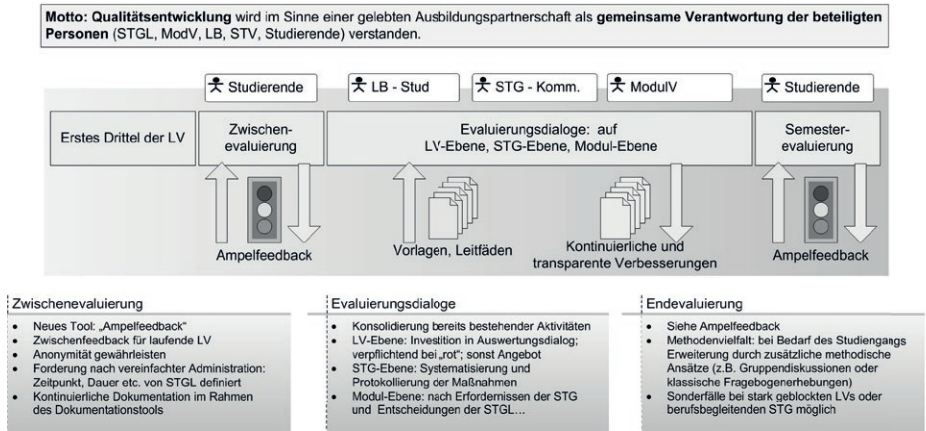 Motto: Qualitätsentwicklung wird im Sinne einer gelebten Ausbildungspartnerschaft als gemeinsame Verantwortung der beteiligten
Personen (STGL, ModV, LB, STV, Studierende) verstanden.
Studierende
LB - Stud
STG - Komm.
ModulV
Studierende
Erstes Drittel der LV
Zwischen-
evaluierung
Evaluierungsdialoge: auf
LV-Ebene, STG-Ebene, Modul-Ebene
Semester-
evaluierung
Ampelfeedback
Vorlagen, Leitfäden
Kontinuierliche und
transparente Verbesserungen
Ampelfeedback
Zwischenevaluierung
• Neues Tool: „Ampelfeedback“
• Zwischenfeedback für laufende LV
• Anonymität gewährleisten
• Forderung nach vereinfachter Administration:
Zeitpunkt, Dauer etc. von STGL definiert
• Kontinuierliche Dokumentation im Rahmen
des Dokumentationstools
Evaluierungsdialoge
• Konsolidierung bereits bestehender Aktivitäten
• LV-Ebene: Investition in Auswertungsdialog;
verpflichtend bei „rot“; sonst Angebot
• STG-Ebene: Systematisierung und
Protokollierung der Maßnahmen
• Modul-Ebene: nach Erfordernissen der STG
und Entscheidungen der STGL...
Endevaluierung
• Siehe Ampelfeedback
• Methodenvielfalt: bei Bedarf des Studiengangs
Erweiterung durch zusätzliche methodische
Ansätze (z.B. Gruppendiskussionen oder
klassische Fragebogenerhebungen)
• Sonderfälle bei stark geblockten LVs oder
berufsbegleitenden STG möglich